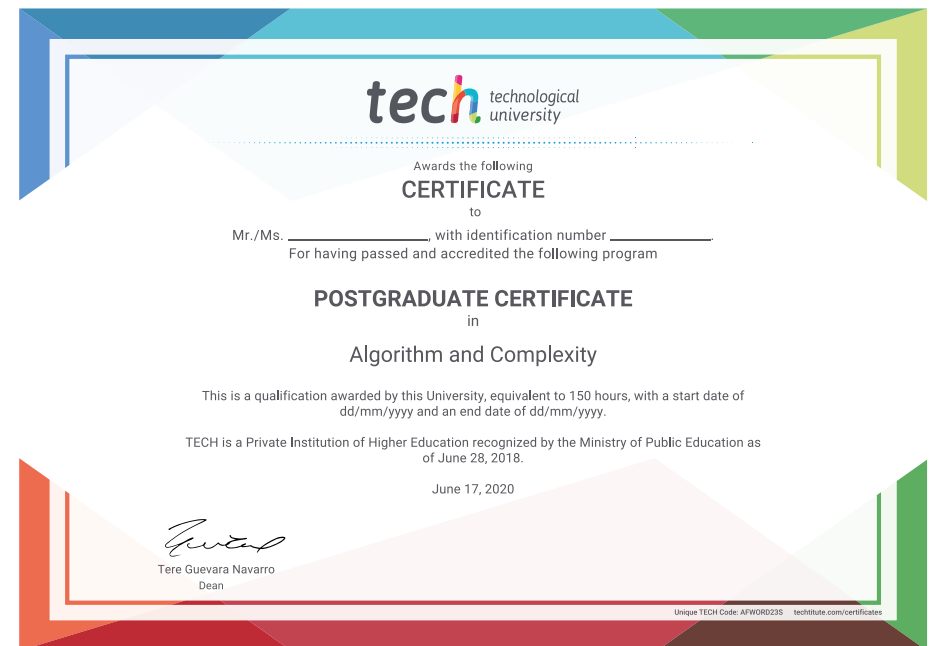 tech technological
university
Awards the following
CERTIFICATE
to
Mr./Ms. ____________________, with identification number ______________.
For having passed and accredited the following program
POSTGRADUATE CERTIFICATE
in
Algorithm and Complexity
This is a qualification awarded by this University, equivalent to 150 hours, with a start date of
dd/mm/yyyy and an end date of dd/mm/yyyy.
TECH is a Private Institution of Higher Education recognized by the Ministry of Public Education as
of June 28, 2018.
June 17, 2020
Tere Guevara Navarro
Dean
Unique TECH Code: AFWORD23S techtitute.com/certificates